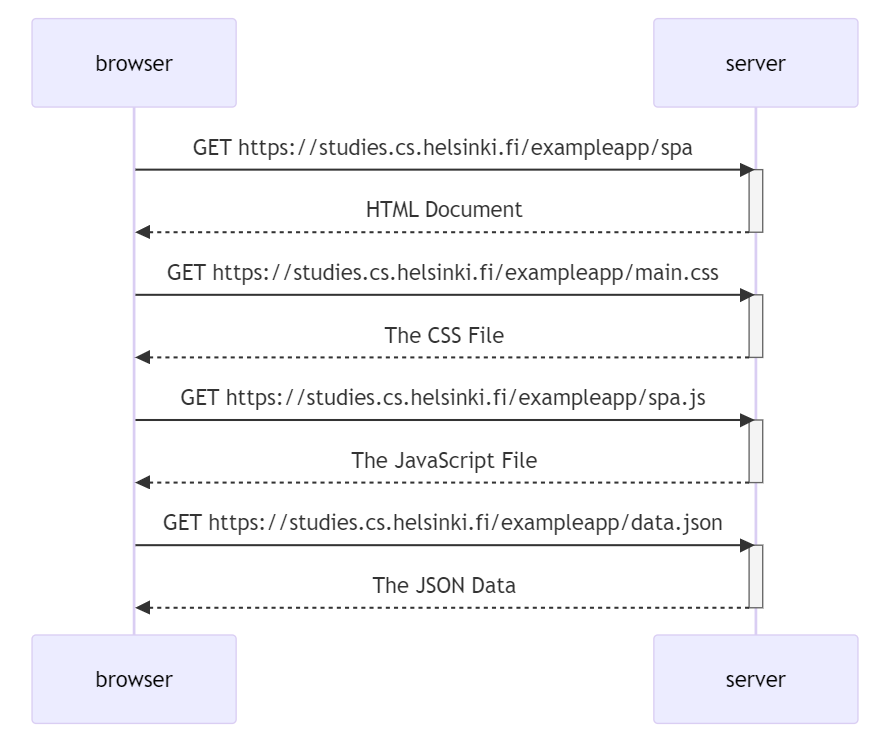 browser
server
GET https://studies.cs.helsinki.fi/exampleapp/spa
HTML Document
GET https://studies.cs.helsinki.fi/exampleapp/main.css
The CSS File
GET https://studies.cs.helsinki.fi/exampleapp/spa.js
The JavaScript File
GET https://studies.cs.helsinki.fi/exampleapp/data.json
The JSON Data
browser
server